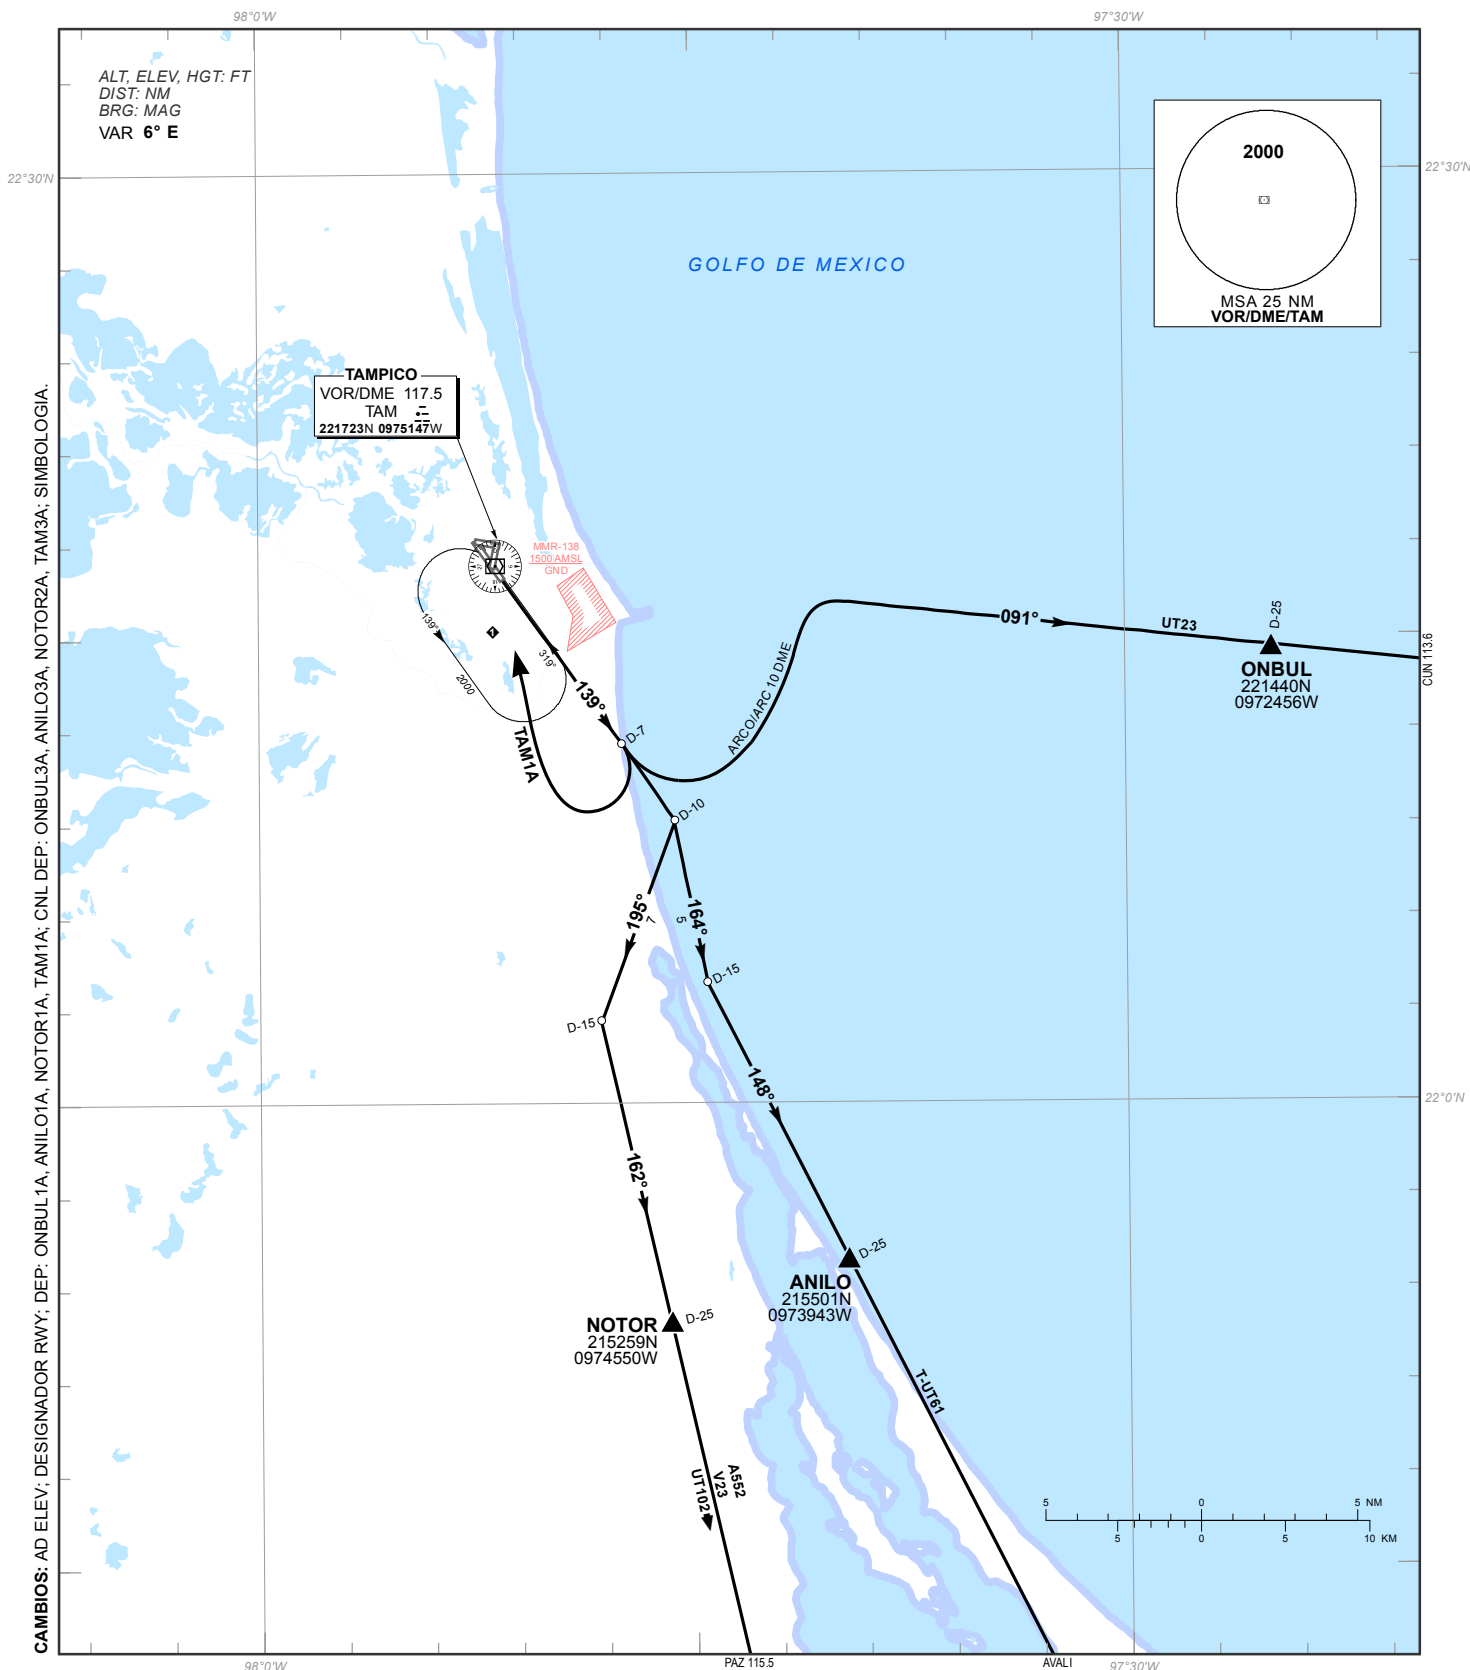 98°0'W
97°30'W
ALT, ELEV, HGT: FT
DIST: NM
BRG: MAG
VAR 6° E
22°30'N
22°30'N
2000
MSA 25 NM
VOR/DME/TAM
GOLFO DE MEXICO
TAMPICO
VOR/DME 117.5
TAM
221723N 0975147W
MMR-138
1500 AMSL
GND
139°
2000
319°
1
139°
D-7
TAM1A
ARCO/ARC 10 DME
091°
UT23
D-25
ONBUL
221440N
0972456W
CUN 113.6
D-10
195°
7
164°
5
D-15
D-15
148°
22°0'N
162°
D-25
ANILO
215501N
0973943W
D-25
NOTOR
215259N
0974550W
T-UT61
A552
V23
UT102
5 0 5 NM
5 0 5 10 KM
PAZ 115.5
AVALI
98°0'W
97°30'W
CAMBIOS: AD ELEV; DESIGNADOR RWY; DEP: ONBUL1A, ANILO1A, NOTOR1A, TAM1A; CNL DEP: ONBUL3A, ANILO3A, NOTOR2A, TAM3A; SIMBOLOGIA.